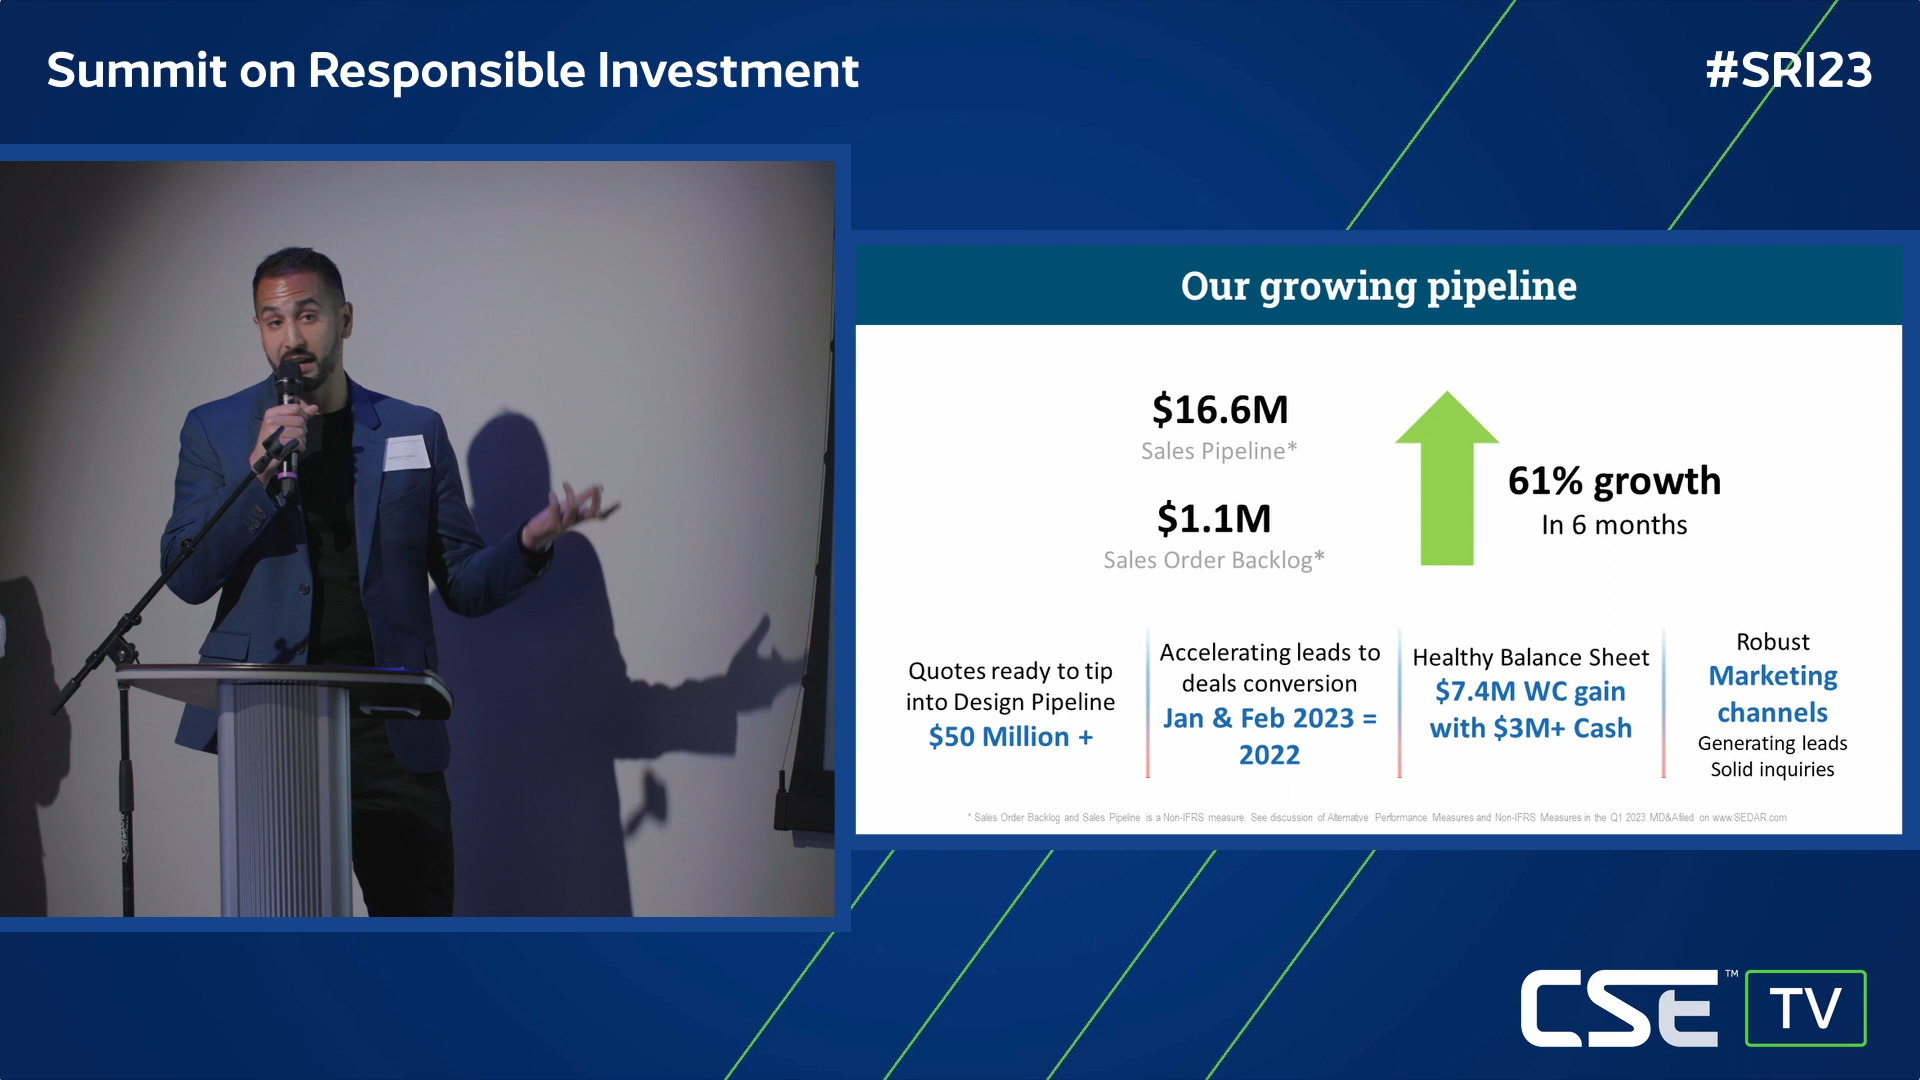 Summit on Responsible Investment
#SRI23
Our growing pipeline
$16.6M
Sales Pipeline*
$1.1M
Sales Order Backlog*
61% growth
In 6 months
Quotes ready to tip
into Design Pipeline
$50 Million +
Accelerating leads to
deals conversion
Jan & Feb 2023 =
2022
Healthy Balance Sheet
$7.4M WC gain
with $3M+ Cash
Robust
Marketing
channels
Generating leads
Solid inquiries
* Sales Order Backlog and Sales Pipeline is a Non-IFRS measure. See discussion of Alternative Performance Measures and Non-IFRS Measures in the Q1 2023 MD&Afiled on www.SEDAR.com
CSE™ TV